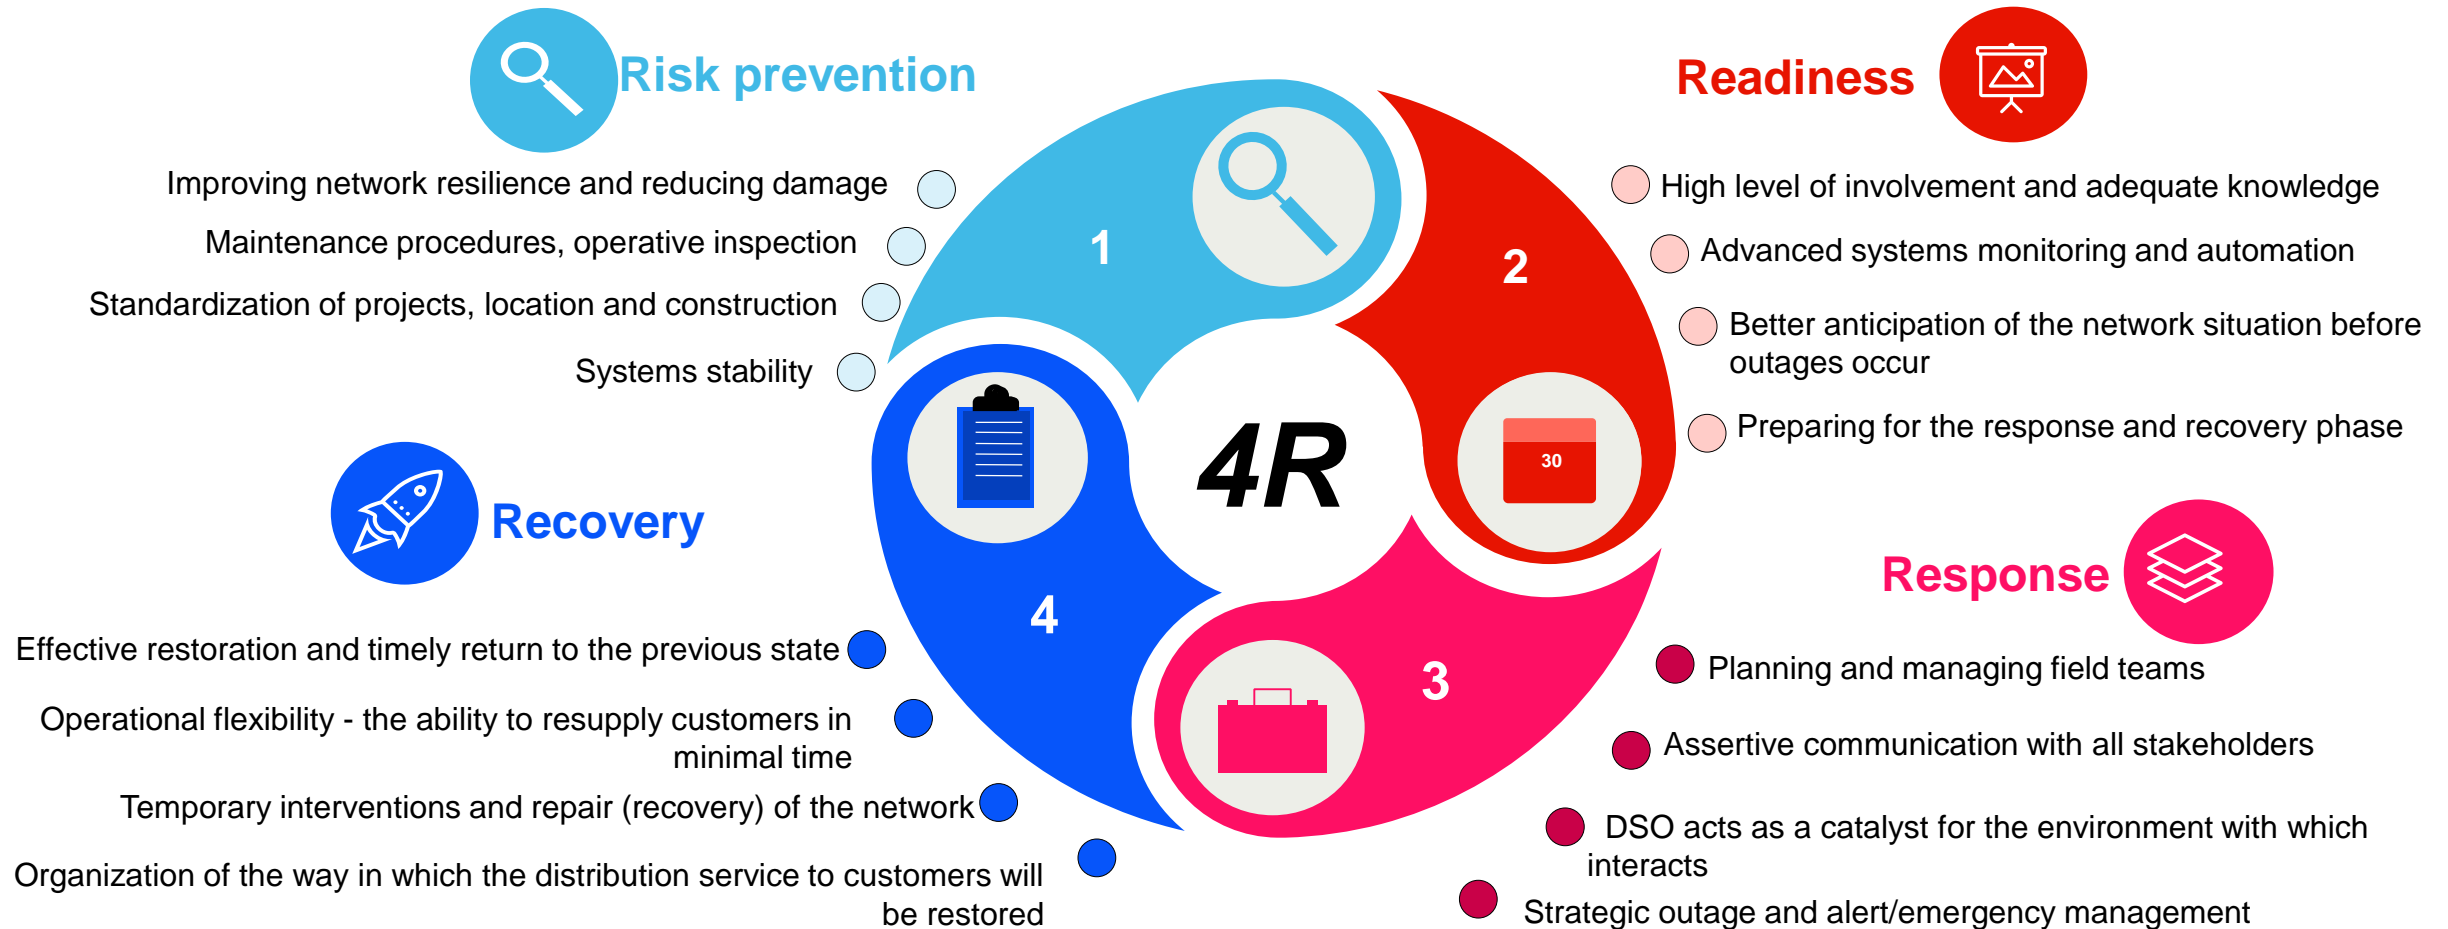 Risk prevention
Improving network resilience and reducing damage
Maintenance procedures, operative inspection
Standardization of projects, location and construction
Systems stability
Readiness
High level of involvement and adequate knowledge
Advanced systems monitoring and automation
Better anticipation of the network situation before
outages occur
Preparing for the response and recovery phase
1
2
30
4R
3
4
Recovery
Effective restoration and timely return to the previous state
Operational flexibility - the ability to resupply customers in
minimal time
Temporary interventions and repair (recovery) of the network
Organization of the way in which the distribution service to customers will
be restored
Response
Planning and managing field teams
Assertive communication with all stakeholders
DSO acts as a catalyst for the environment with which
interacts
Strategic outage and alert/emergency management